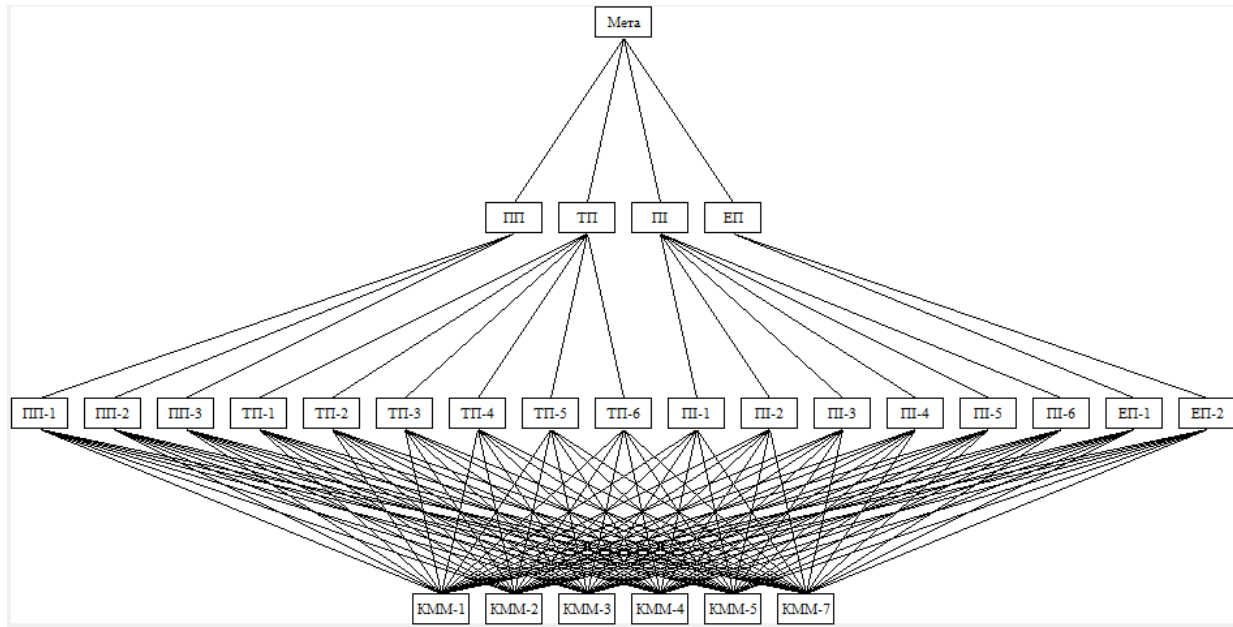 Мета
ПП ТП ПІ ЕП
ПП-1 ПП-2 ПП-3 ТП-1 ТП-2 ТП-3 ТП-4 ТП-5 ТП-6 ПІ-1 ПІ-2 ПІ-3 ПІ-4 ПІ-5 ПІ-6 ЕП-1 ЕП-2
КММ-1 КММ-2 КММ-3 КММ-4 КММ-5 КММ-7